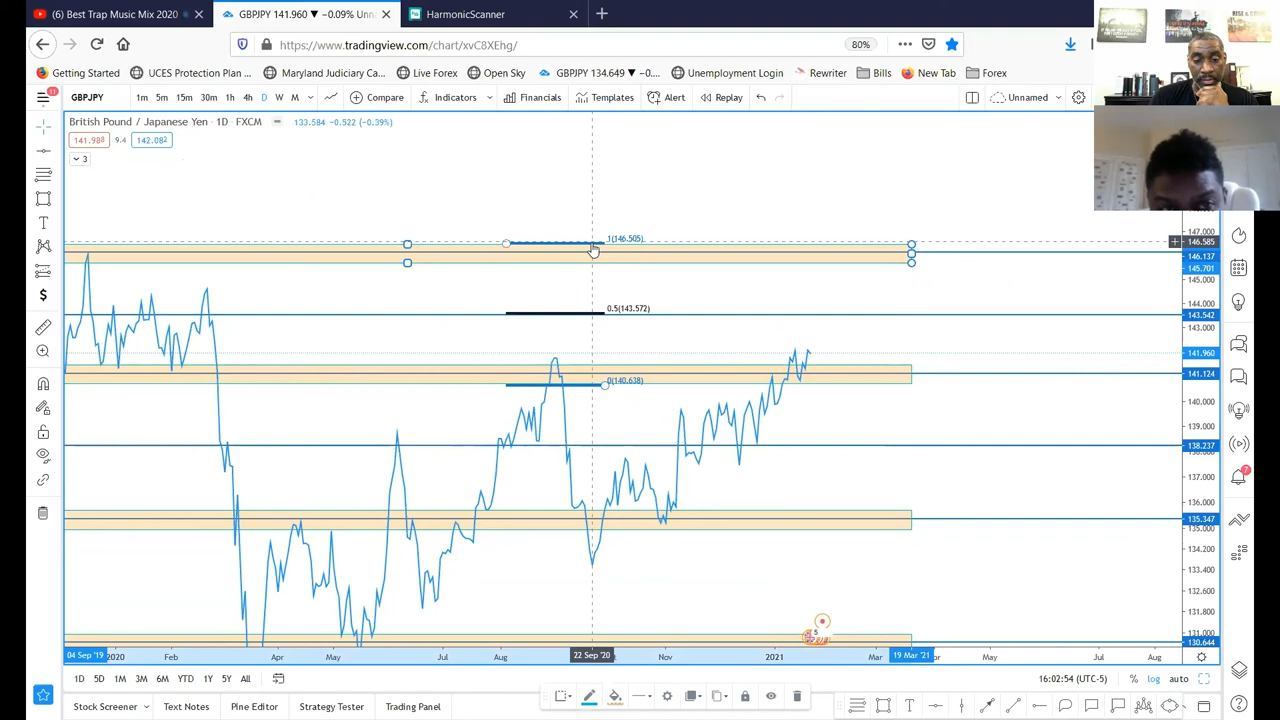 (6) Best Trap Music Mix 2020
GBPJPY 141.960 ▼ −0.09% Unna
HarmonicScanner
https://www.tradingview.com/chart/xvC8XEhg/
80%
Getting Started
UCES Protection Plan ...
Maryland Judiciary Ca...
Live Forex
Open Sky
GBPJPY 134.649 ▼ −0....
Unemployment Login
Rewriter
Bills
New Tab
Forex
11
GBPJPY
1m 5m 15m 30m 1h 4h D W M
Compare
Indicators
Financials
Templates
Alert
Replay
Unnamed
British Pound / Japanese Yen · 1D · FXCM
133.584 −0.522 (−0.39%)
141.988 9.4 142.082
3
147.000
1(146.505)
146.585
146.137
145.701
145.000
144.000
0.5(143.572)
143.542
143.000
141.960
141.124
0(140.638)
140.000
139.000
138.237
137.000
136.000
135.347
135.000
134.200
133.400
132.600
131.800
131.000
130.644
7
5
04 Sep '19 2020 Feb Apr May Jul Aug 22 Sep '20 Nov 2021 Mar 19 Mar '21 May Jul Aug
1D 5D 1M 3M 6M YTD 1Y 5Y All
16:02:54 (UTC-5) % log auto
Stock Screener
Text Notes
Pine Editor
Strategy Tester
Trading Panel